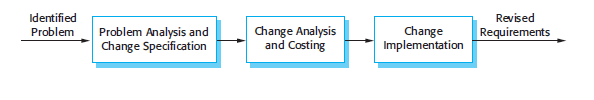 Identified
Problem
Problem Analysis and
Change Specification
Change Analysis
and Costing
Change
Implementation
Revised
Requirements